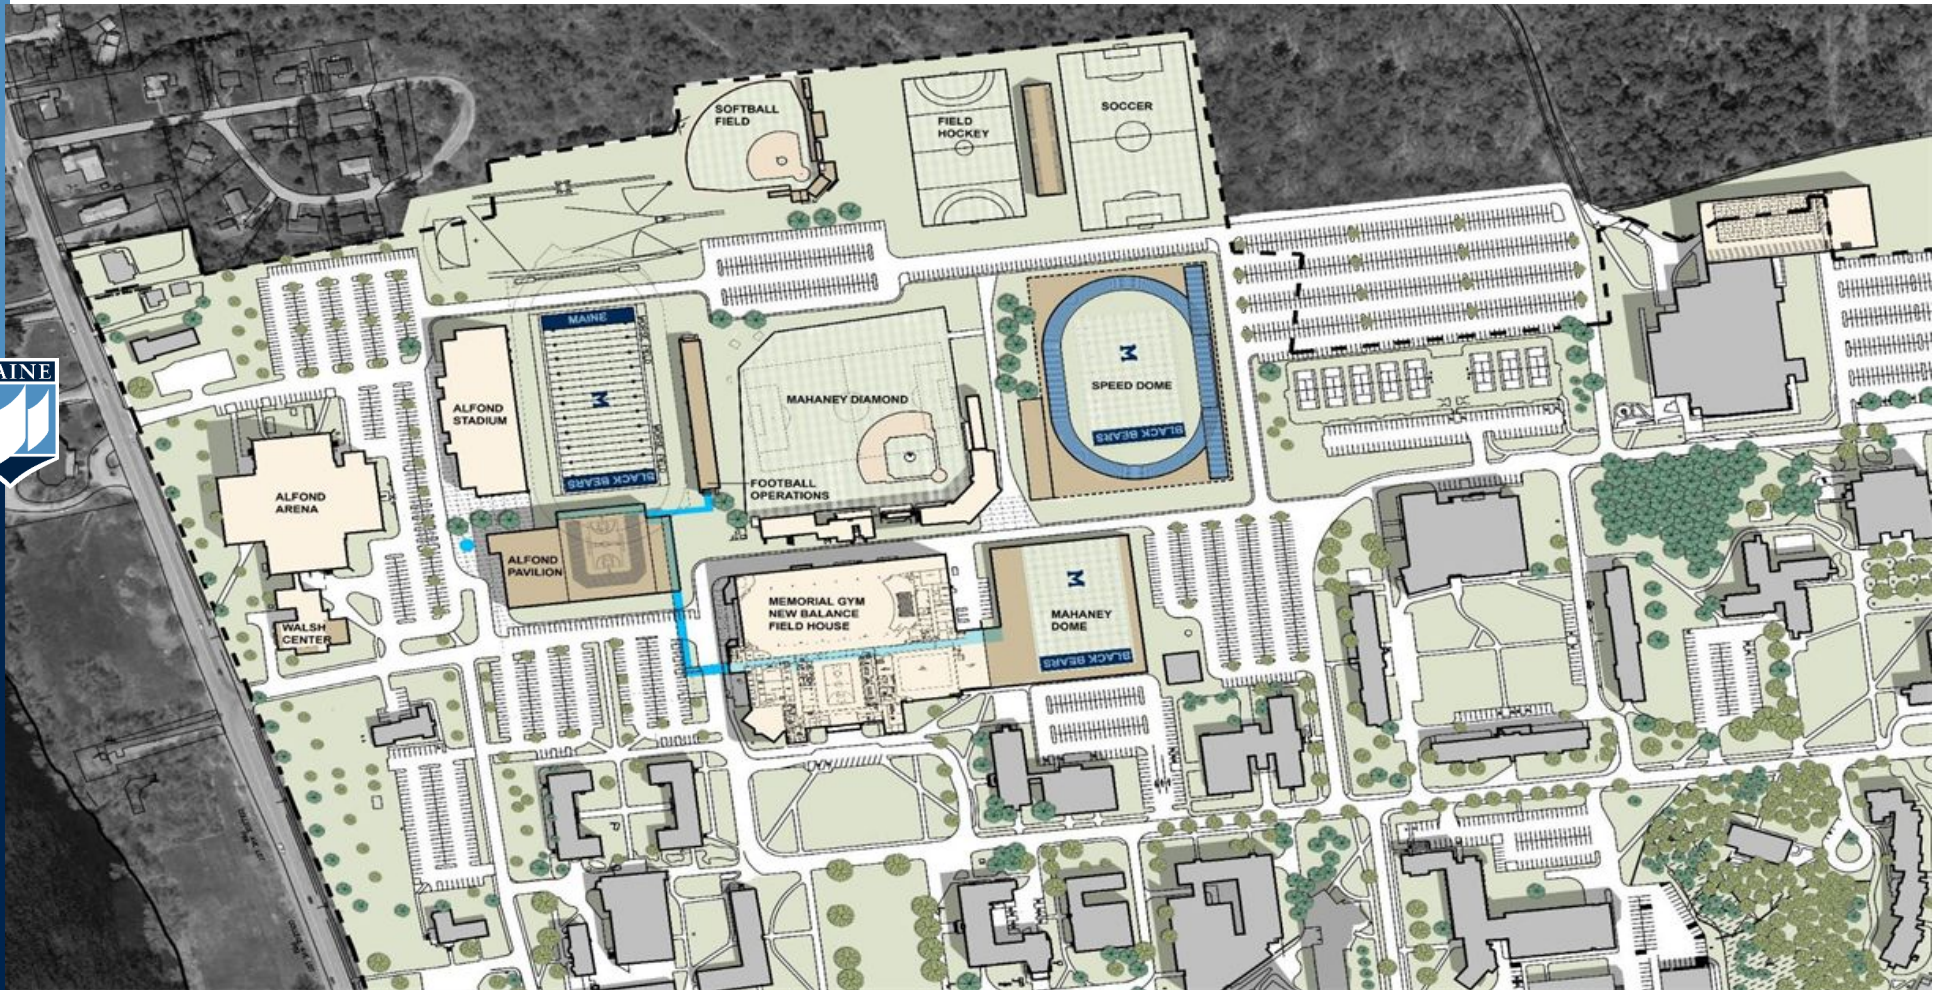 SOFTBALL
FIELD
FIELD
HOCKEY
SOCCER
MAINE
M
BLACK BEARS
ALFOND
STADIUM
MAHANEY DIAMOND
M
SPEED DOME
BLACK BEARS
AINE
ALFOND
ARENA
FOOTBALL
OPERATIONS
ALFOND
PAVILION
MEMORIAL GYM
NEW BALANCE
FIELD HOUSE
M
MAHANEY
DOME
BLACK BEARS
WALSH
CENTER